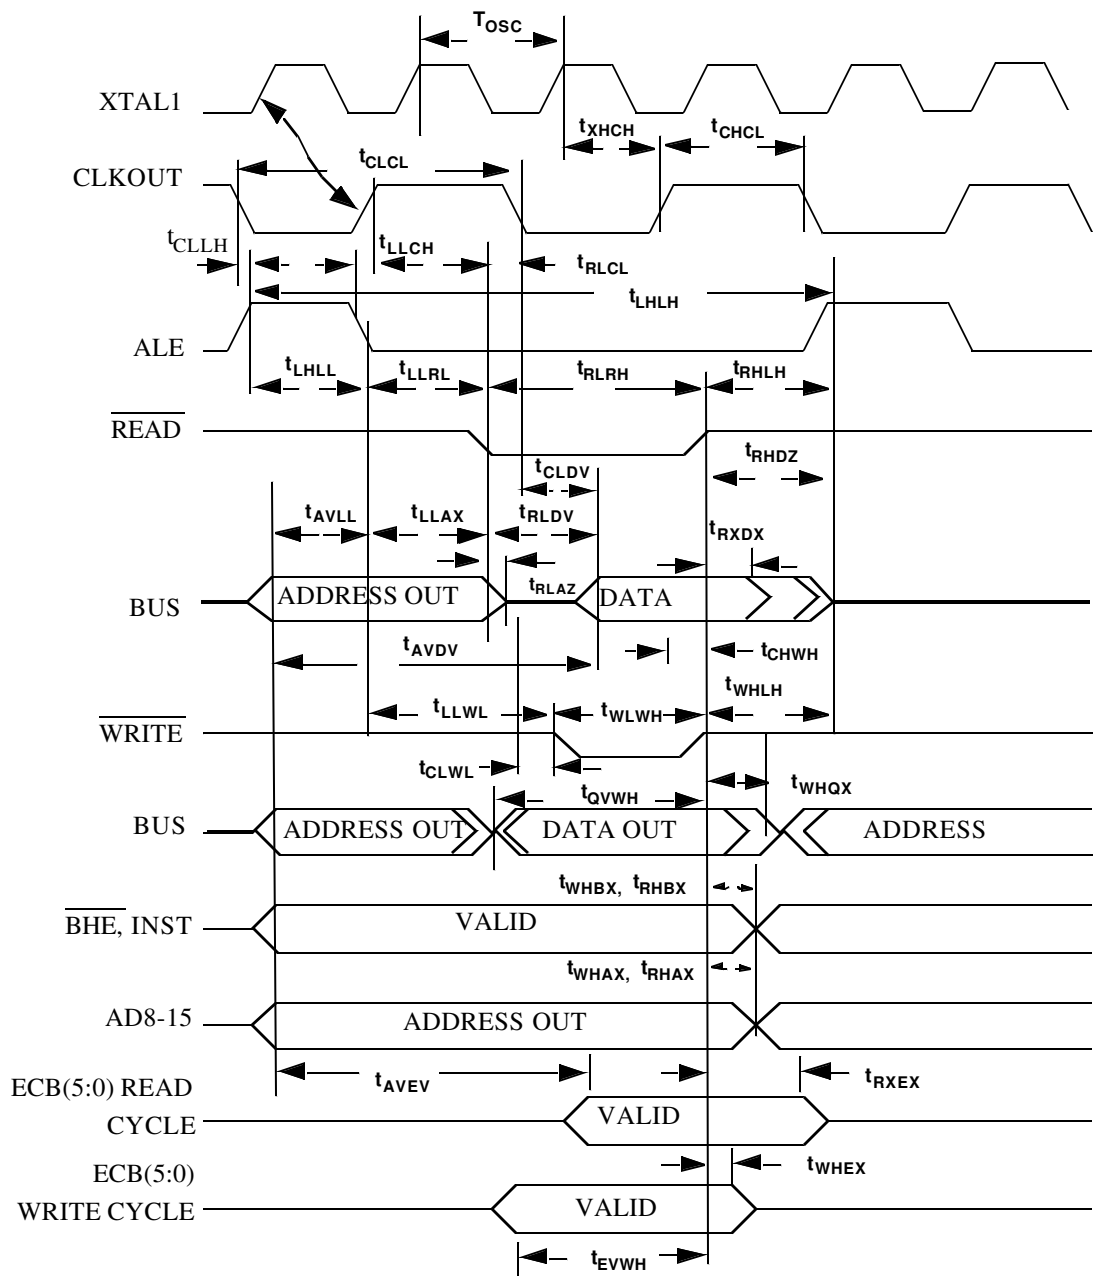 TOSC
XTAL1
tXHCH tCHCL
tCLCL
CLKOUT
tCLLH tLLCH
tRLCL
tLHLH
ALE
tLHLL tLLRL tRLRH tRHLH
READ
tRHDZ
tCLDV
tAVLL tLLAX tRLDV
tRXDX
tRLAZ
BUS ADDRESS OUT DATA
tAVDV tCHWH
tWHLH
tLLWL tWLWH
WRITE
tCLWL
tWHQX
tQVWH
BUS ADDRESS OUT DATA OUT ADDRESS
tWHBX, tRHBX
BHE, INST VALID
tWHAX, tRHAX
AD8-15 ADDRESS OUT
tAVEV tRXEX
ECB(5:0) READ
CYCLE VALID
tWHEX
ECB(5:0)
WRITE CYCLE VALID
tEVWH